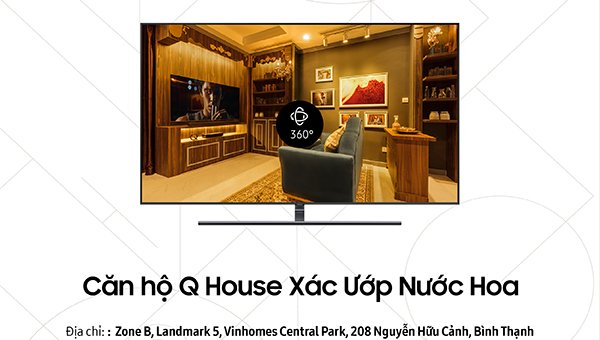 360°
Căn hộ Q House Xác Ướp Nước Hoa
Địa chỉ: : Zone B, Landmark 5, Vinhomes Central Park, 208 Nguyễn Hữu Cảnh, Bình Thạnh